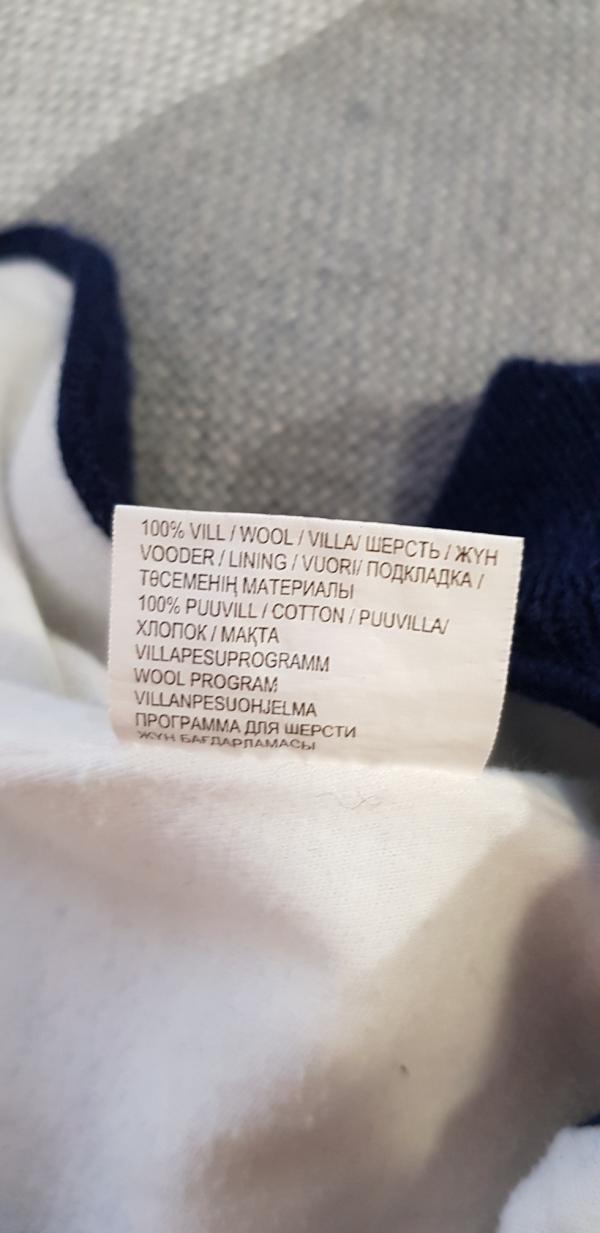 100% VILL / WOOL / VILLA/ ШЕРСТЬ / ЖҮН
VOODER / LINING / VUORI/ ПОДКЛАДКА /
ТӨСЕМЕНІҢ МАТЕРИАЛЫ
100% PUUVILL / COTTON / PUUVILLA/
ХЛОПОК / МАҚТА
VILLAPESUPROGRAMM
WOOL PROGRAM
VILLANPESUOHJELMA
ПРОГРАММА ДЛЯ ШЕРСТИ
ЖҮН БАҒДАРЛАМАСЫ